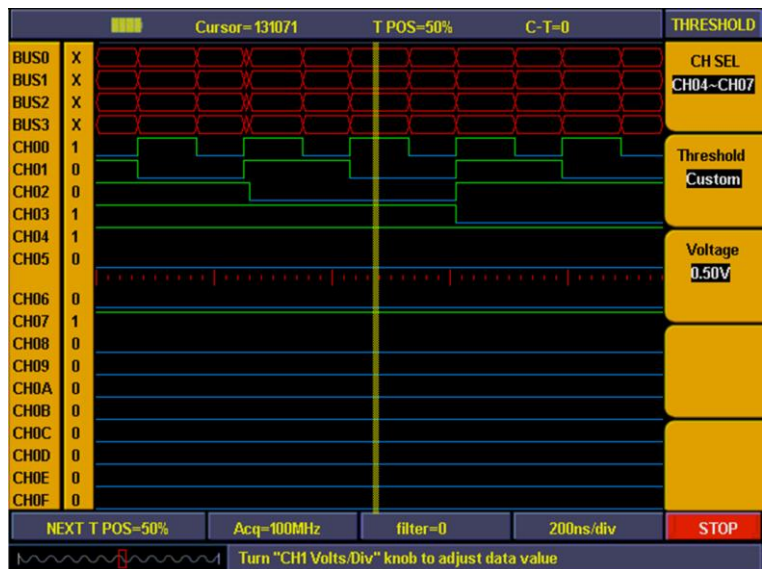 Cursor=131071 T POS=50% C-T=0 THRESHOLD
BUS0 X
BUS1 X
BUS2 X
BUS3 X
CH00 1
CH01 0
CH02 0
CH03 1
CH04 1
CH05 0
CH06 0
CH07 1
CH08 0
CH09 0
CH0A 0
CH0B 0
CH0C 0
CH0D 0
CH0E 0
CH0F 0
CH SEL
CH04~CH07
Threshold
Custom
Voltage
0.50V
NEXT T POS=50% Acq=100MHz filter=0 200ns/div STOP
Turn "CH1 Volts/Div" knob to adjust data value